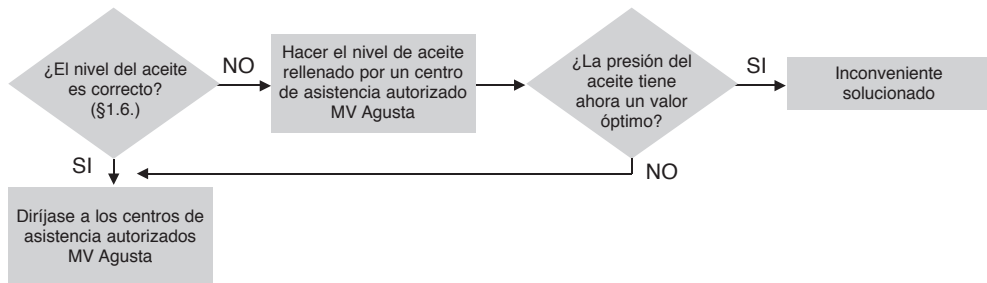 ¿El nivel del aceite
es correcto?
(§1.6.)
NO
Hacer el nivel de aceite
rellenado por un centro
de asistencia autorizado
MV Agusta
¿La presión del
aceite tiene
ahora un valor
óptimo?
SI
Inconveniente
solucionado
SI
NO
Diríjase a los centros de
asistencia autorizados
MV Agusta